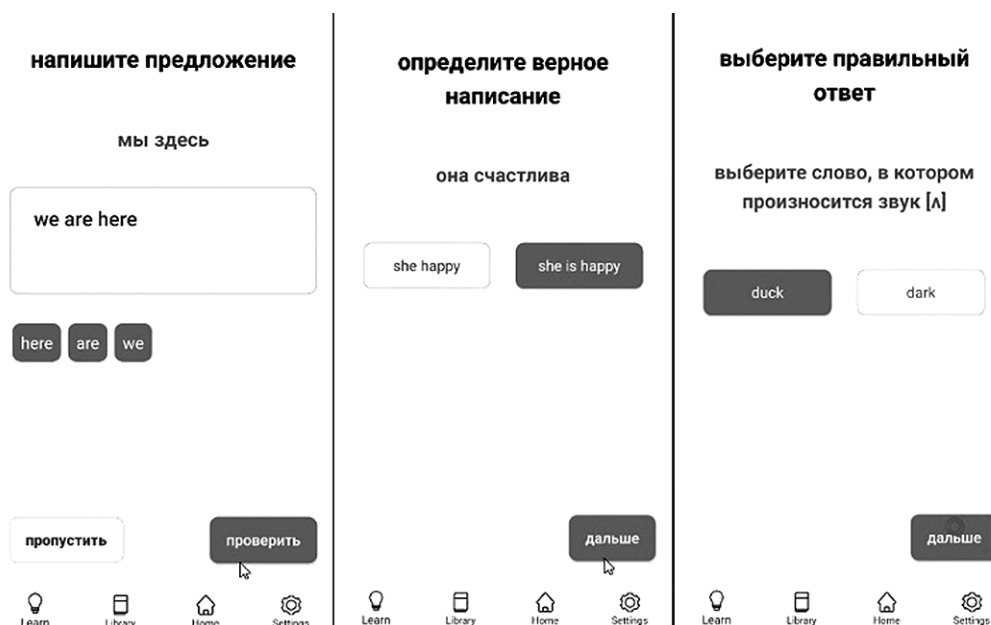 напишите предложение
мы здесь
we are here
here are we
пропустить проверить
Learn Library Home Settings
определите верное
написание
она счастлива
she happy she is happy
дальше
Learn Library Home Settings
выберите правильный
ответ
выберите слово, в котором
произносится звук [ʌ]
duck dark
дальше
Learn Library Home Settings